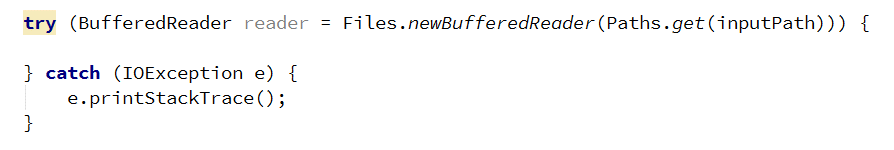 try (BufferedReader reader = Files.newBufferedReader(Paths.get(inputPath))) {
} catch (IOException e) {
    e.printStackTrace();
}